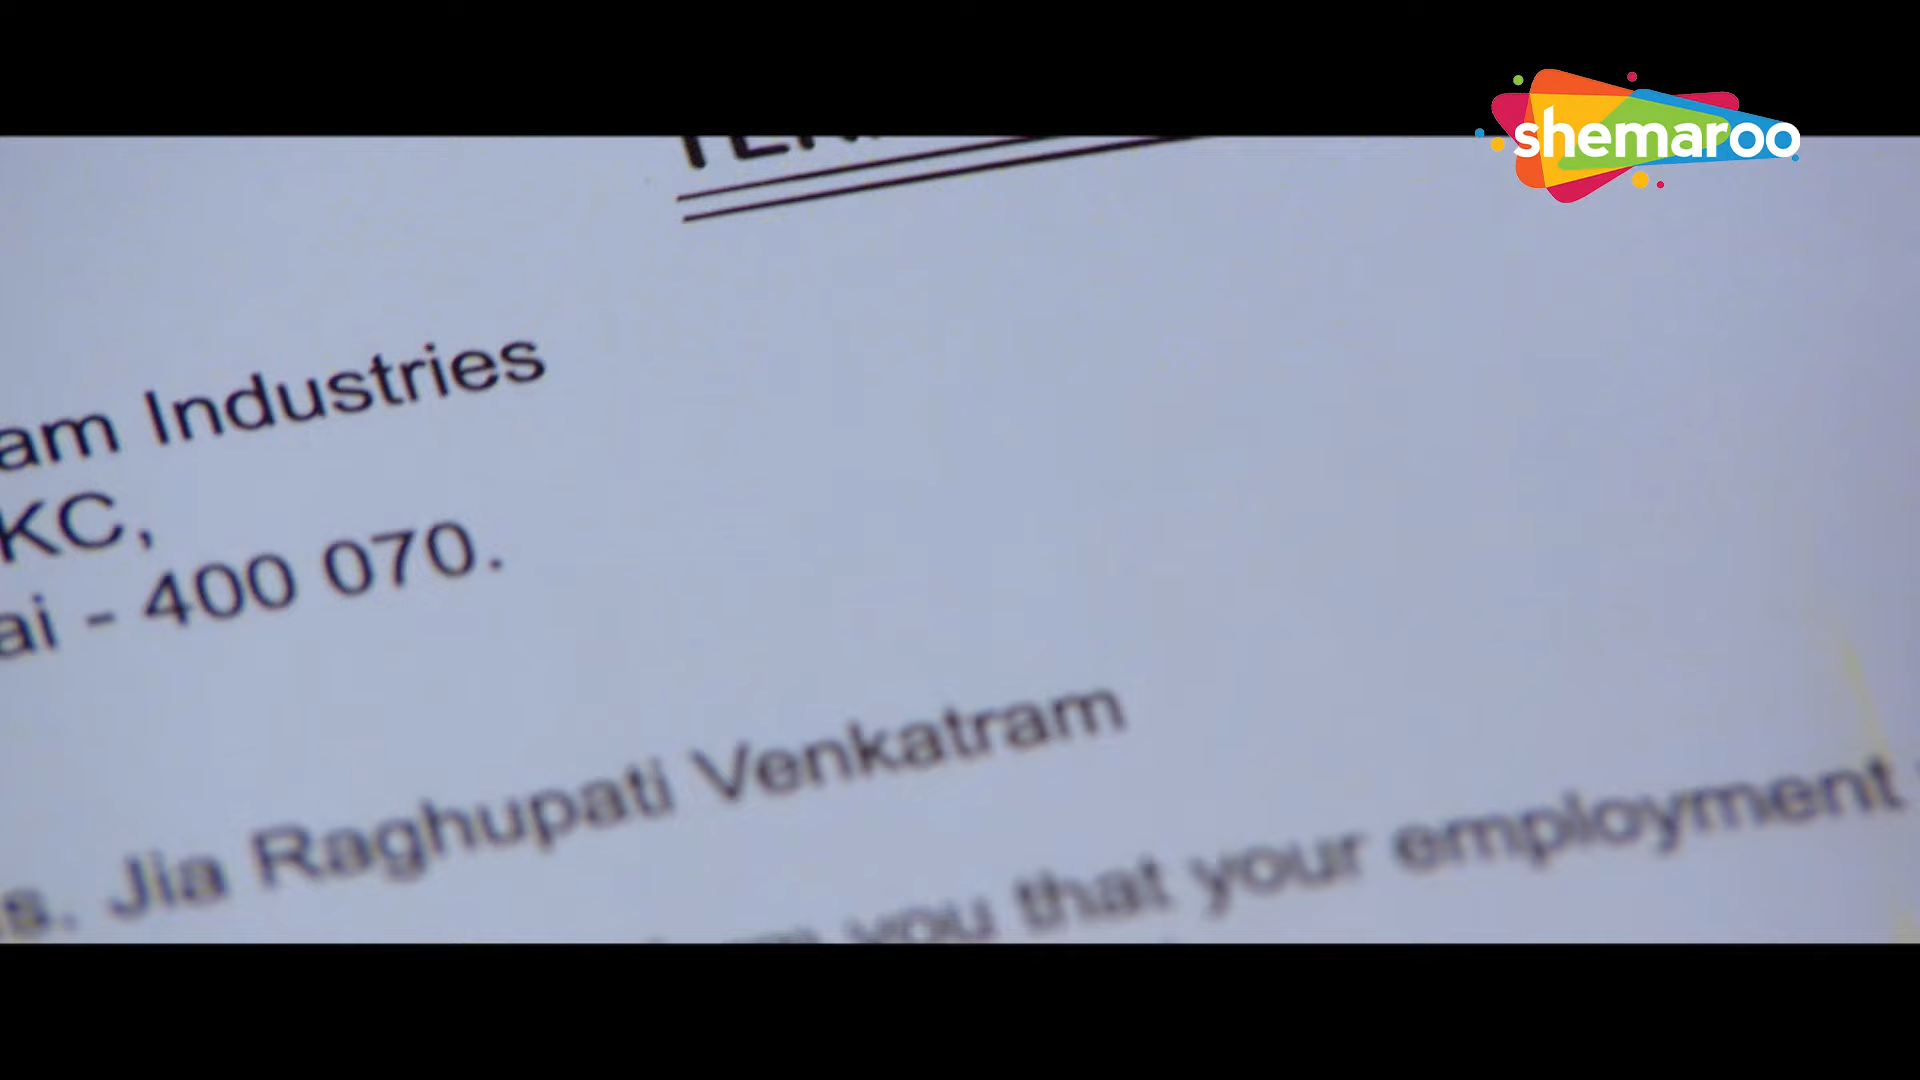 shemaroo
am Industries
KC,
ai - 400 070.
s. Jia Raghupati Venkatram
you that your employment